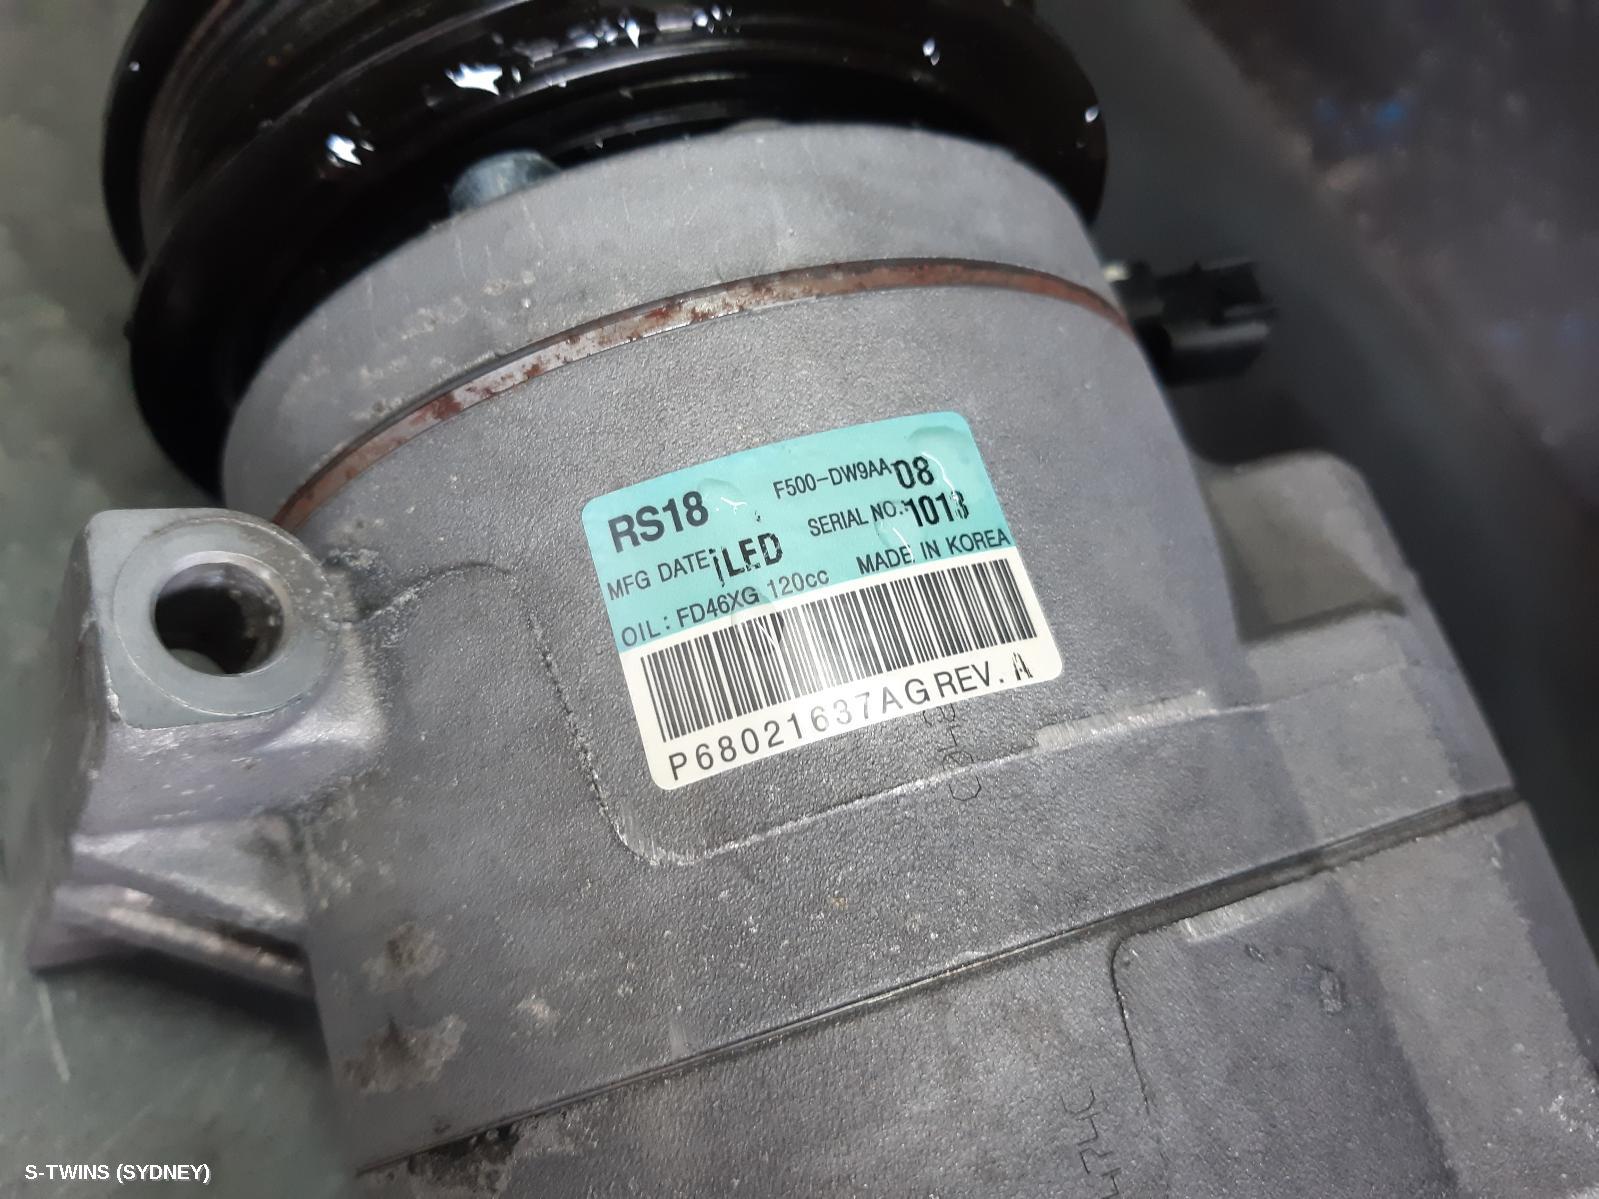 RS18 F500-DW9AA-08
MFG DATE SERIAL NO.: 1013
OIL : FD46XG 120cc MADE IN KOREA
P68021637AG REV. A
S-TWINS (SYDNEY)